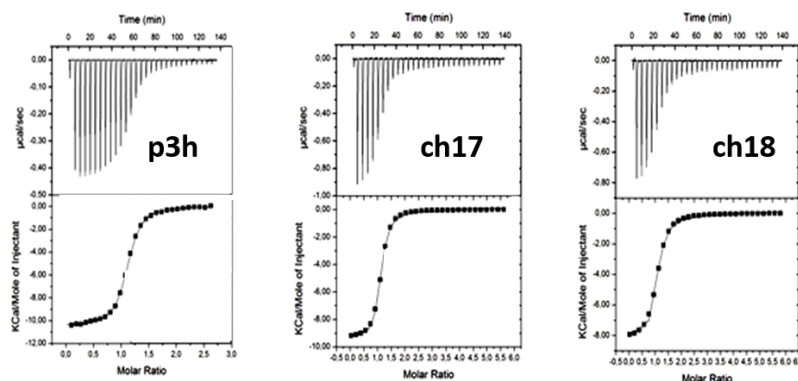 Time (min)
0 20 40 60 80 100 120 140
0,00
-0,10
-0,20
-0,30
-0,40
-0,50
µcal/sec
p3h
0,00
-2,00
-4,00
-6,00
-8,00
-10,00
-12,00
KCal/Mole of Injectant
0,0 0,5 1,0 1,5 2,0 2,5 3,0
Molar Ratio
Time (min)
0 20 40 60 80 100 120 140
0,00
-0,20
-0,40
-0,60
-0,80
-1,00
µcal/sec
ch17
0,00
-2,00
-4,00
-6,00
-8,00
-10,00
KCal/Mole of Injectant
-0,5 0,0 0,5 1,0 1,5 2,0 2,5 3,0 3,5 4,0 4,5 5,0 5,5 6,0
Molar Ratio
Time (min)
0 20 40 60 80 100 120 140
0,00
-0,20
-0,40
-0,60
-0,80
µcal/sec
ch18
0,00
-2,00
-4,00
-6,00
-8,00
KCal/Mole of Injectant
-0,5 0,0 0,5 1,0 1,5 2,0 2,5 3,0 3,5 4,0 4,5 5,0 5,5 6,0
Molar Ratio